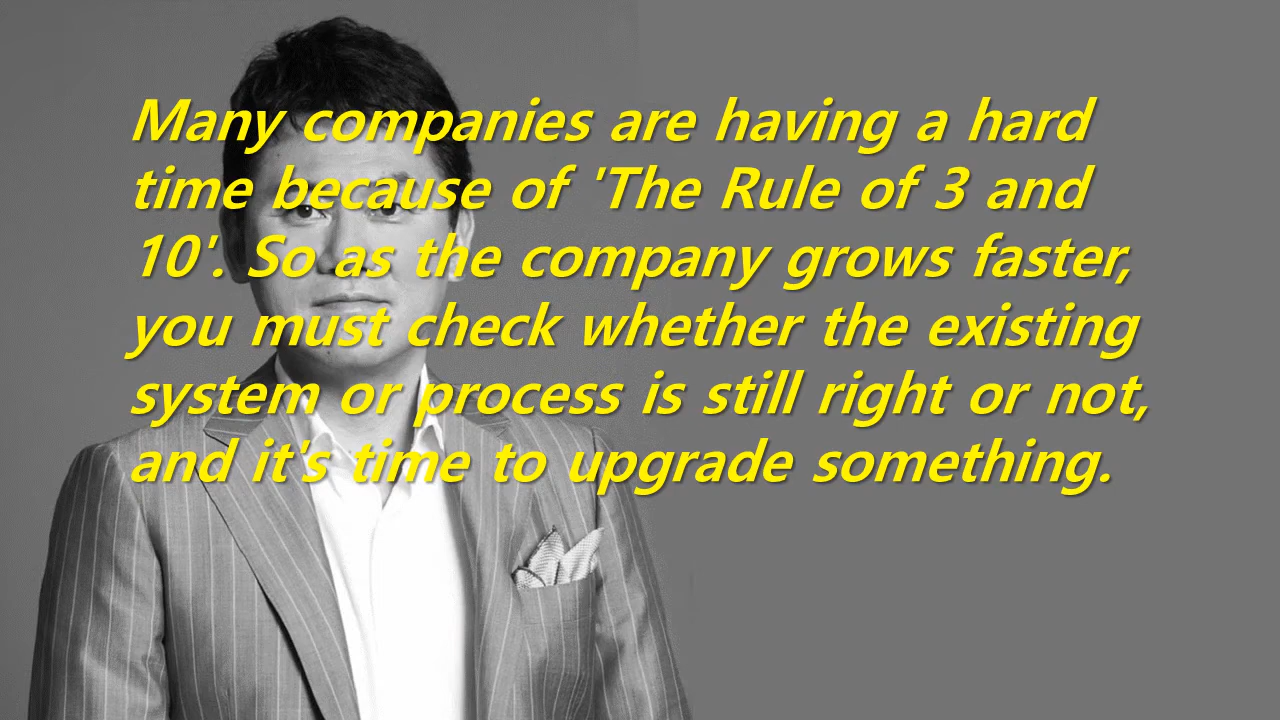 Many companies are having a hard
time because of 'The Rule of 3 and
10'. So as the company grows faster,
you must check whether the existing
system or process is still right or not,
and it's time to upgrade something.